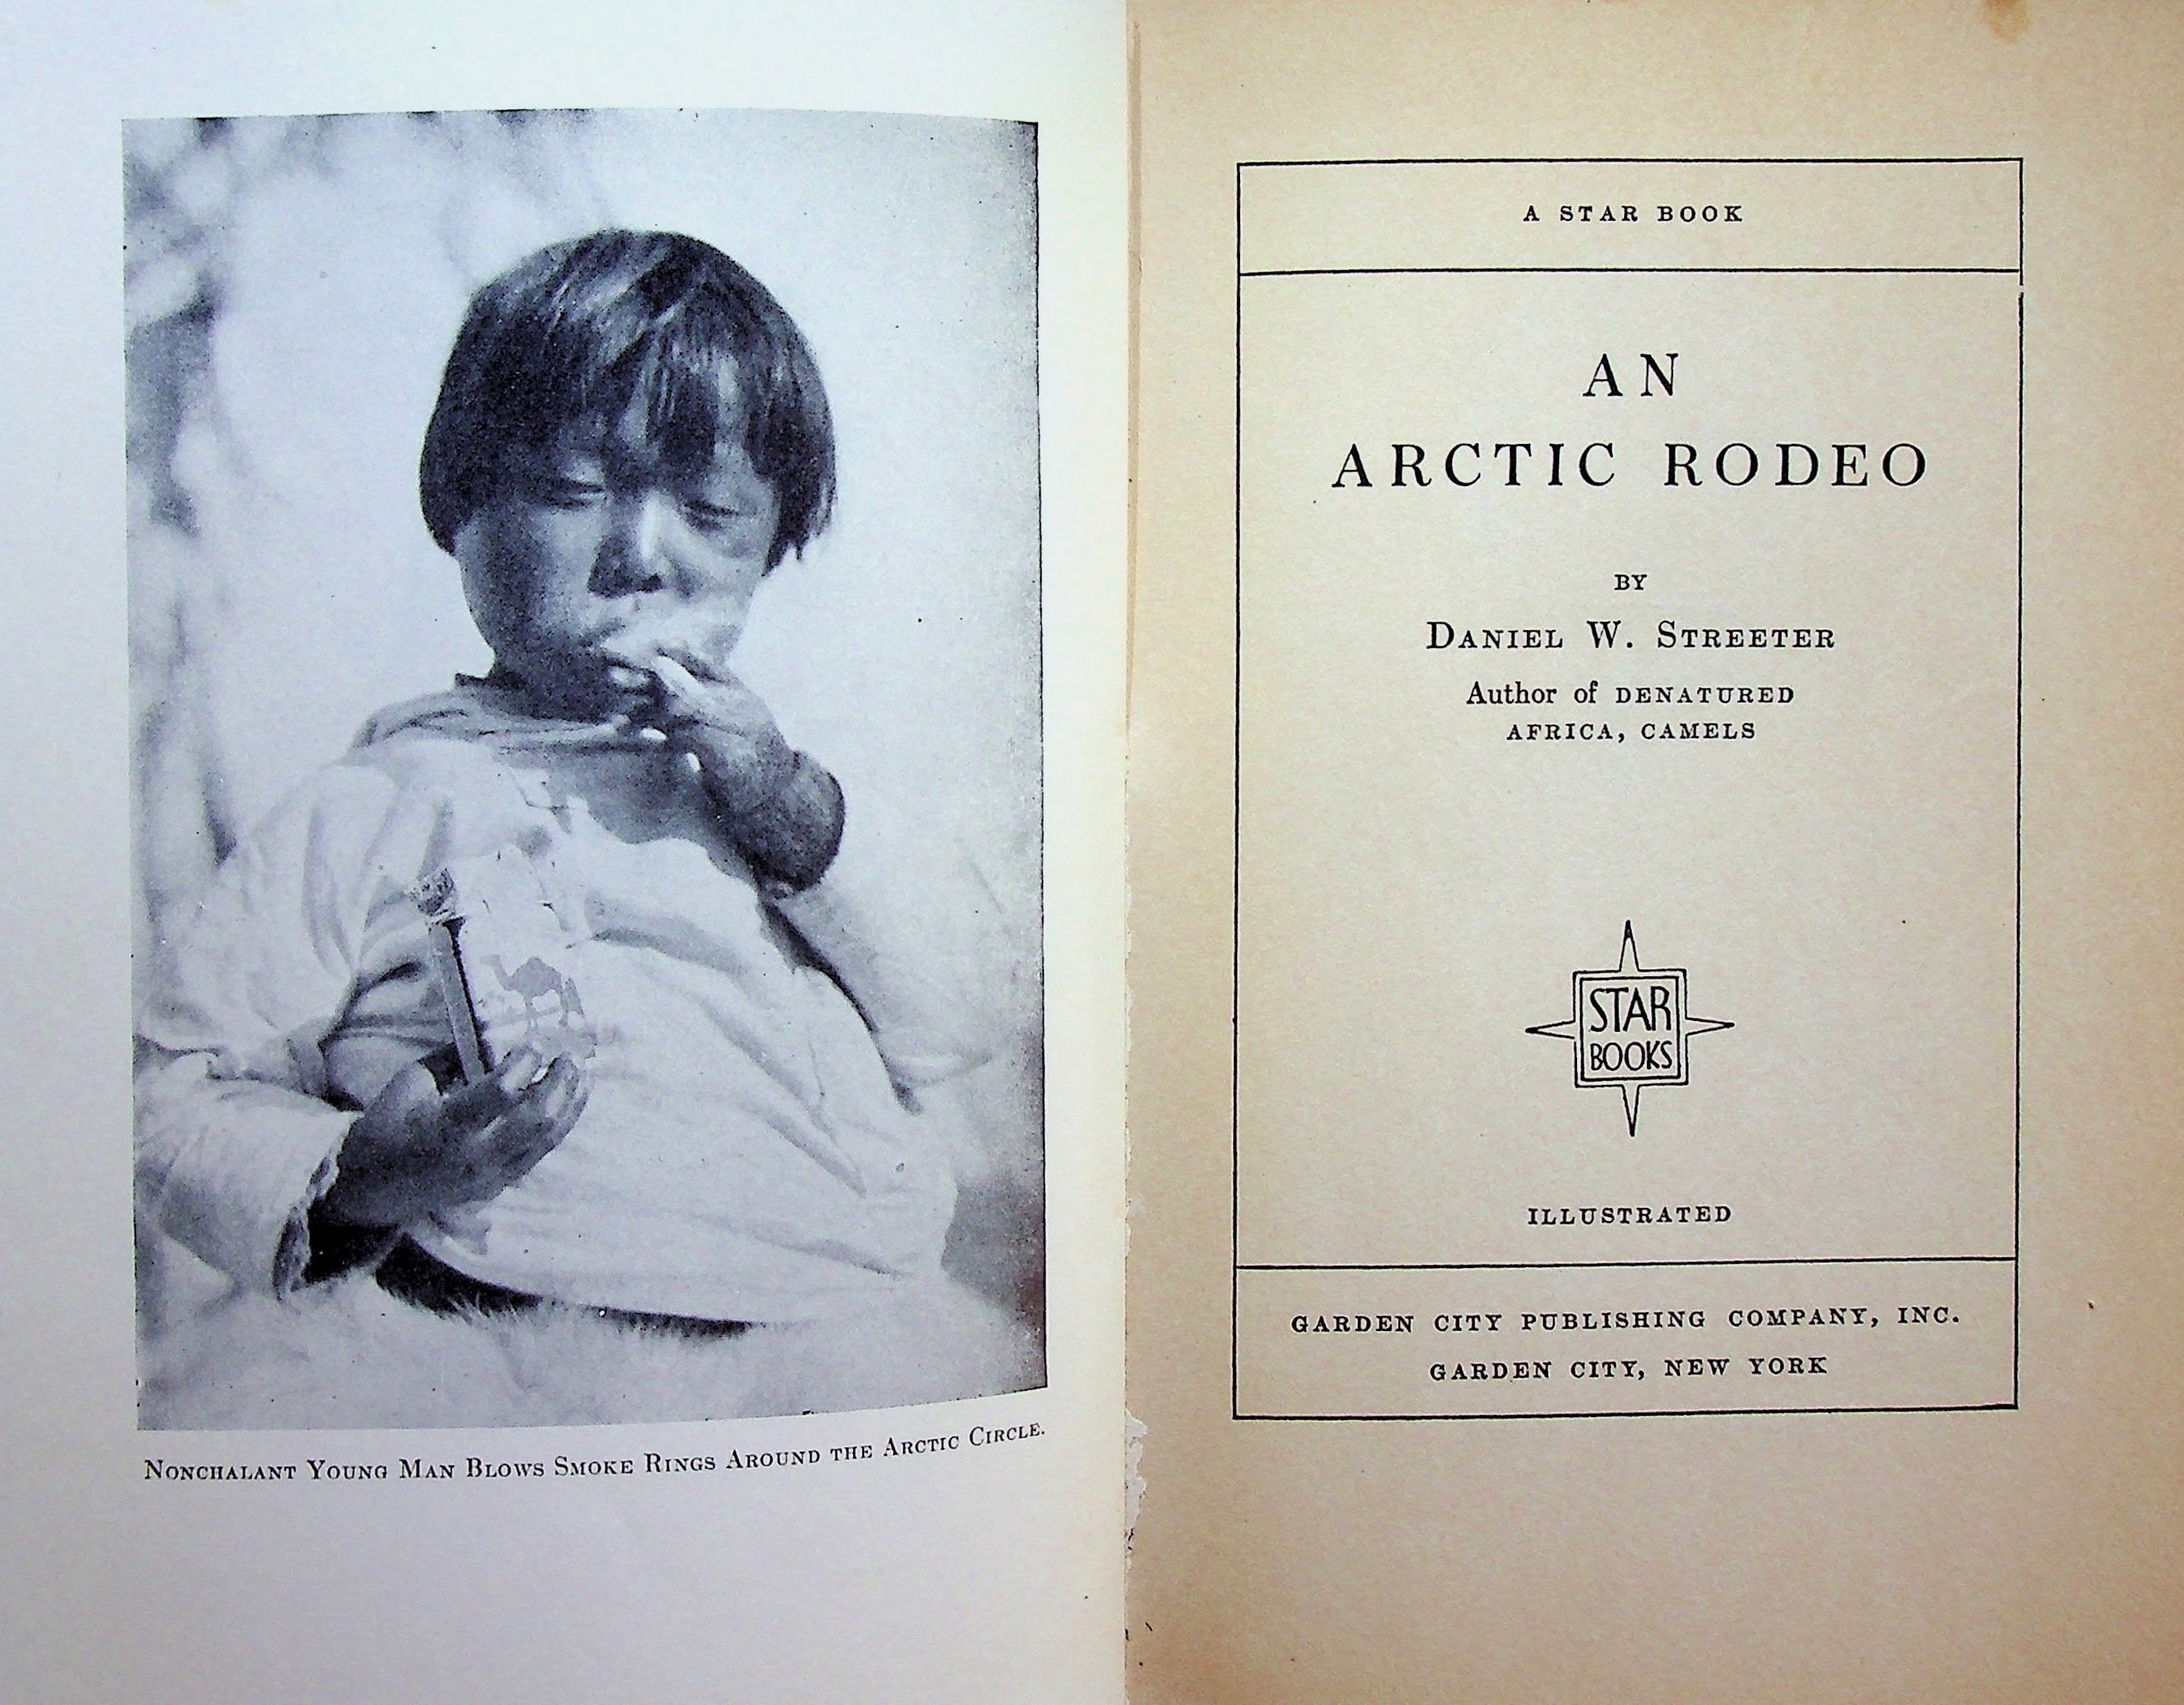 Nonchalant Young Man Blows Smoke Rings Around the Arctic Circle.
A STAR BOOK
AN
ARCTIC RODEO
BY
Daniel W. Streeter
Author of DENATURED
AFRICA, CAMELS
STAR
BOOKS
ILLUSTRATED
GARDEN CITY PUBLISHING COMPANY, INC.
GARDEN CITY, NEW YORK